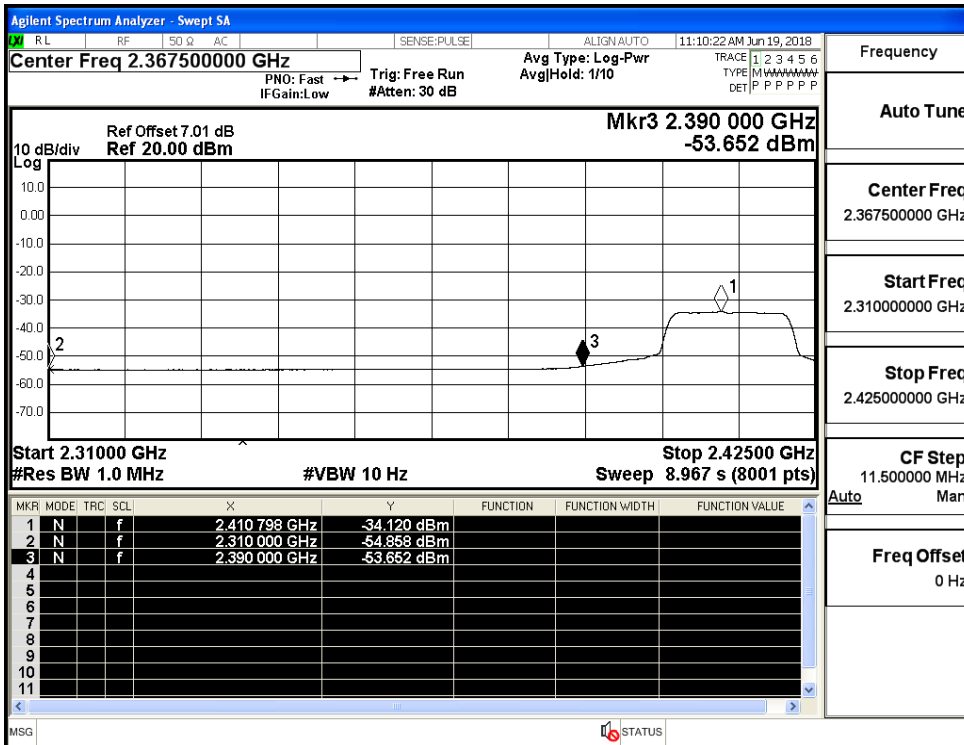 Agilent Spectrum Analyzer - Swept SA
LXI RL RF 50 Ω AC SENSE:PULSE ALIGN AUTO 11:10:22 AM Jun 19, 2018
Center Freq 2.367500000 GHz
PNO: Fast
IFGain:Low
Trig: Free Run
#Atten: 30 dB
Avg Type: Log-Pwr
Avg|Hold: 1/10
TRACE 1 2 3 4 5 6
TYPE M WWWWW
DET P P P P P P
Mkr3 2.390 000 GHz
-53.652 dBm
Ref Offset 7.01 dB
10 dB/div Ref 20.00 dBm
Log
10.0
0.00
-10.0
-20.0
-30.0
-40.0
-50.0
-60.0
-70.0
1
2
3
Start 2.31000 GHz Stop 2.42500 GHz
#Res BW 1.0 MHz #VBW 10 Hz Sweep 8.967 s (8001 pts)
MKR MODE TRC SCL X Y FUNCTION FUNCTION WIDTH FUNCTION VALUE
1 N f 2.410 798 GHz -34.120 dBm
2 N f 2.310 000 GHz -54.858 dBm
3 N f 2.390 000 GHz -53.652 dBm
4
5
6
7
8
9
10
11
MSG STATUS
Frequency
Auto Tune
Center Freq
2.367500000 GHz
Start Freq
2.310000000 GHz
Stop Freq
2.425000000 GHz
CF Step
11.500000 MHz
Auto Man
Freq Offset
0 Hz